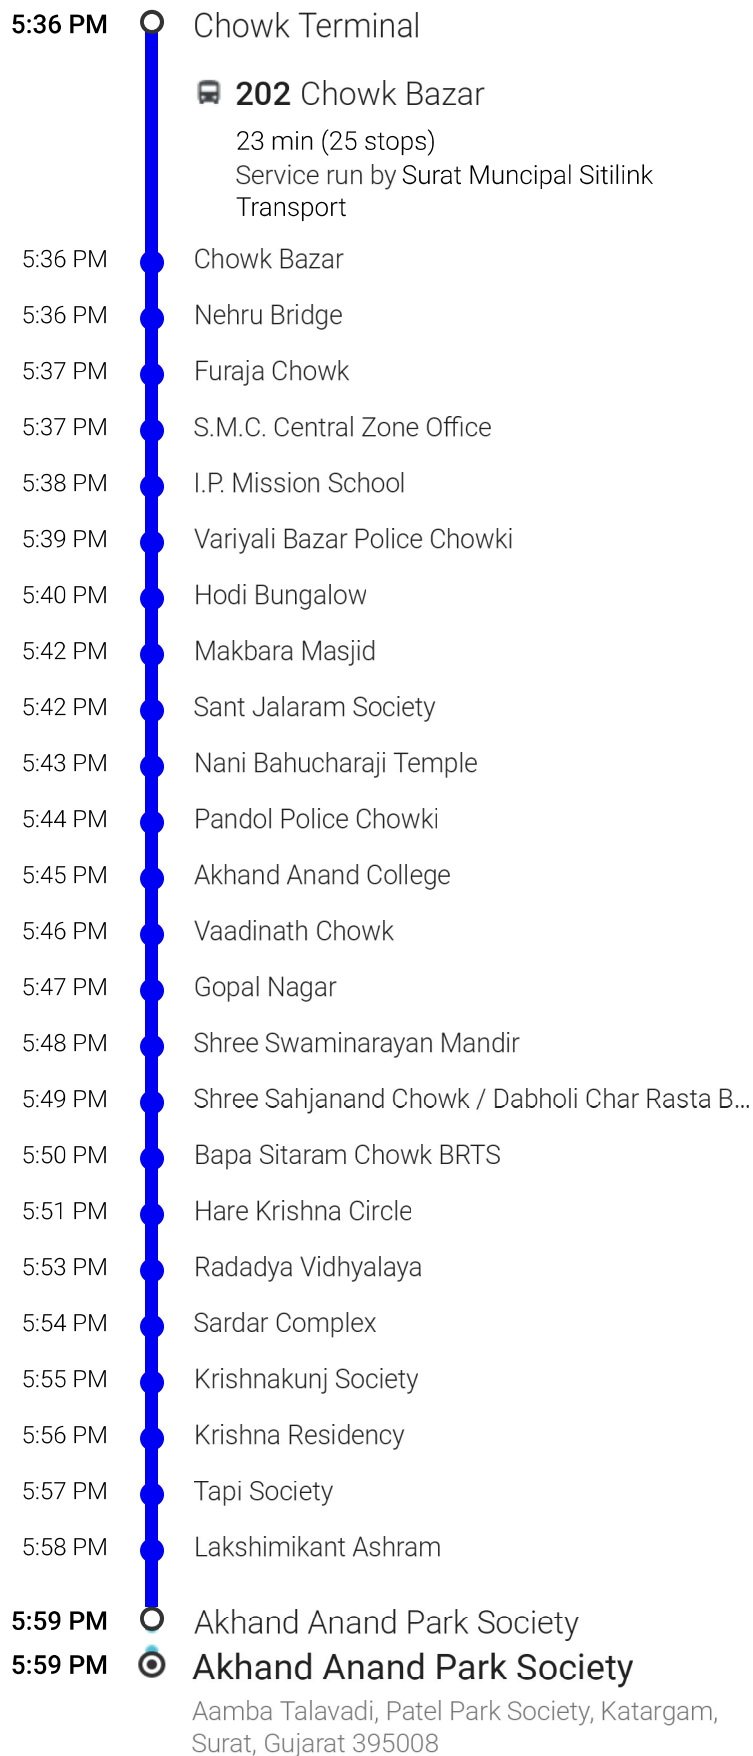 5:36 PM Chowk Terminal
202 Chowk Bazar
23 min (25 stops)
Service run by Surat Muncipal Sitilink
Transport
5:36 PM Chowk Bazar
5:36 PM Nehru Bridge
5:37 PM Furaja Chowk
5:37 PM S.M.C. Central Zone Office
5:38 PM I.P. Mission School
5:39 PM Variyali Bazar Police Chowki
5:40 PM Hodi Bungalow
5:42 PM Makbara Masjid
5:42 PM Sant Jalaram Society
5:43 PM Nani Bahucharaji Temple
5:44 PM Pandol Police Chowki
5:45 PM Akhand Anand College
5:46 PM Vaadinath Chowk
5:47 PM Gopal Nagar
5:48 PM Shree Swaminarayan Mandir
5:49 PM Shree Sahjanand Chowk / Dabholi Char Rasta B...
5:50 PM Bapa Sitaram Chowk BRTS
5:51 PM Hare Krishna Circle
5:53 PM Radadya Vidhyalaya
5:54 PM Sardar Complex
5:55 PM Krishnakunj Society
5:56 PM Krishna Residency
5:57 PM Tapi Society
5:58 PM Lakshimikant Ashram
5:59 PM Akhand Anand Park Society
5:59 PM Akhand Anand Park Society
Aamba Talavadi, Patel Park Society, Katargam,
Surat, Gujarat 395008